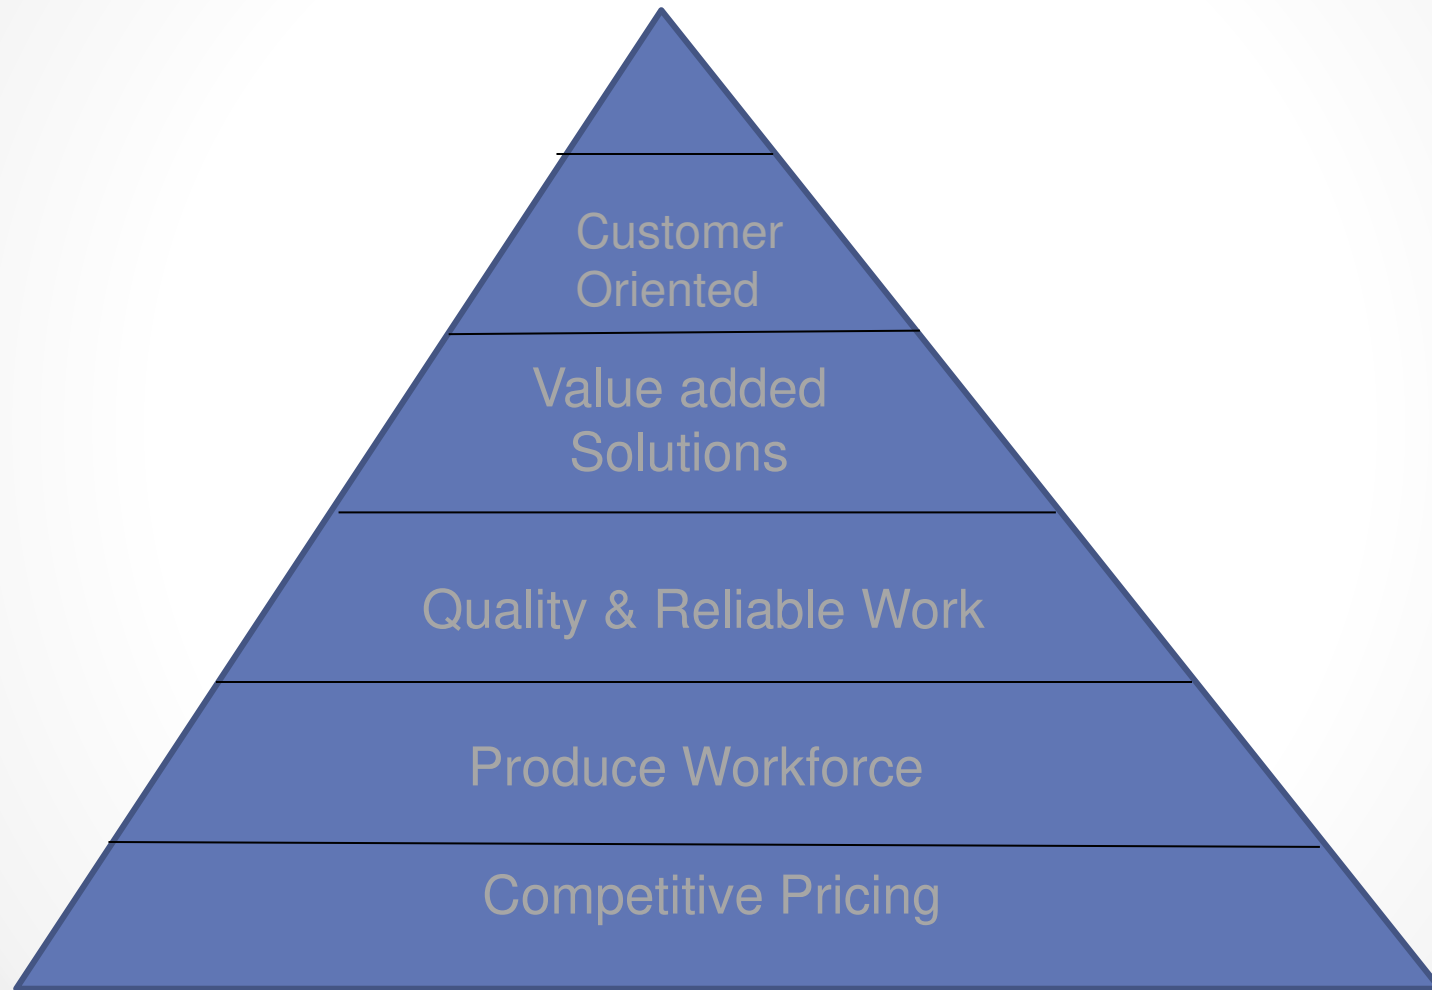 Customer
Oriented
Value added
Solutions
Quality & Reliable Work
Produce Workforce
Competitive Pricing